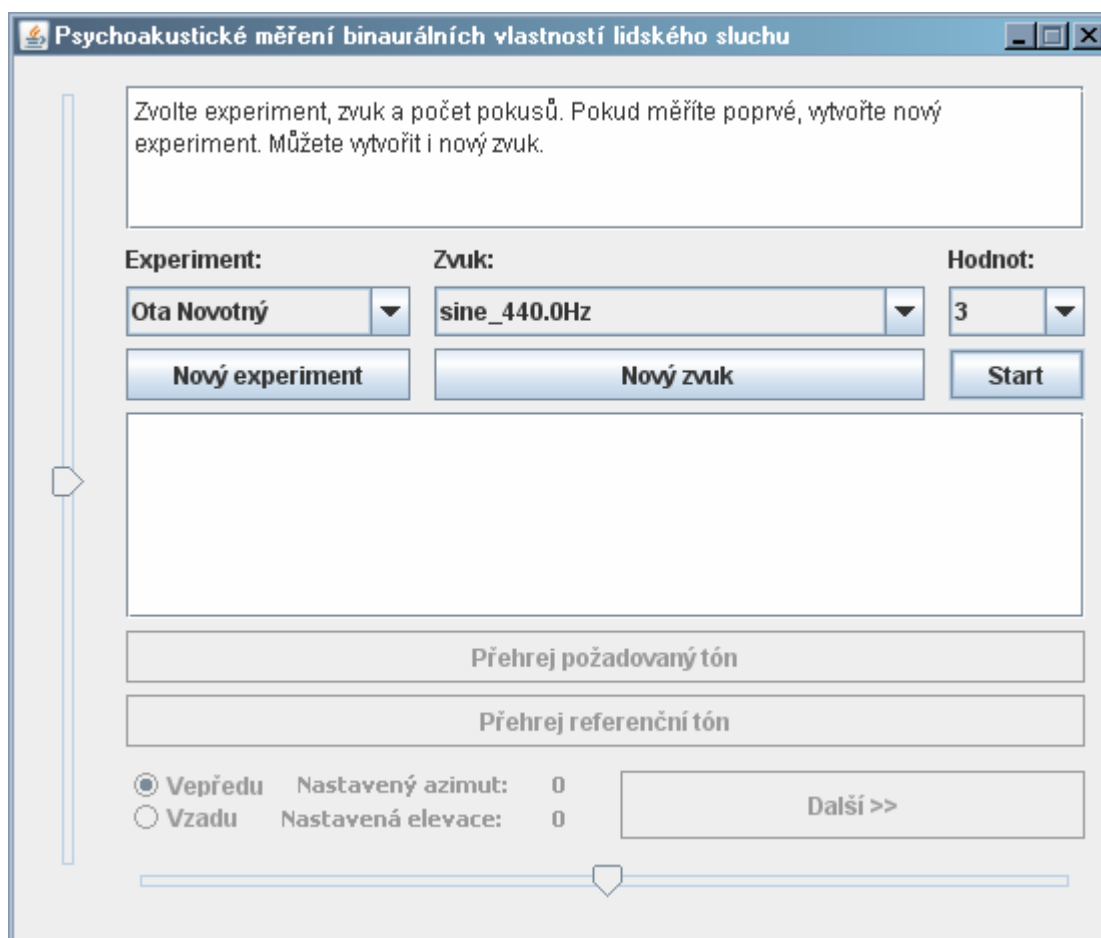 Psychoakustické měření binaurálních vlastností lidského sluchu
Zvolte experiment, zvuk a počet pokusů. Pokud měříte poprvé, vytvořte nový
experiment. Můžete vytvořit i nový zvuk.
Experiment: Zvuk: Hodnot:
Ota Novotný sine_440.0Hz 3
Nový experiment Nový zvuk Start
Přehrej požadovaný tón
Přehrej referenční tón
Vepředu Nastavený azimut: 0
Vzadu Nastavená elevace: 0
Další >>